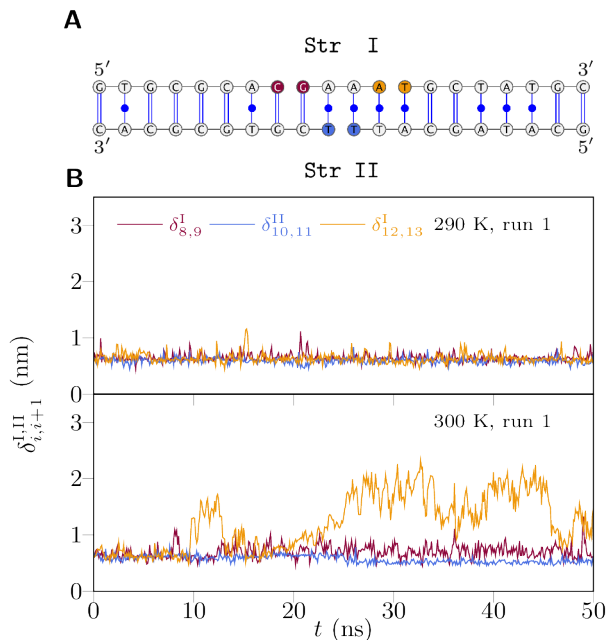 A
Str I
5′ 3′
G T G C G C A C G A A A T G C T A T G C
C A C G C G T G C T T T A C G A T A C G
3′ 5′
Str II
B
δ^I_{8,9} δ^{II}_{10,11} δ^I_{12,13} 290 K, run 1
3
2
1
0
300 K, run 1
3
2
1
0
δ^{I,II}_{i,i+1} (nm)
0 10 20 30 40 50
t (ns)